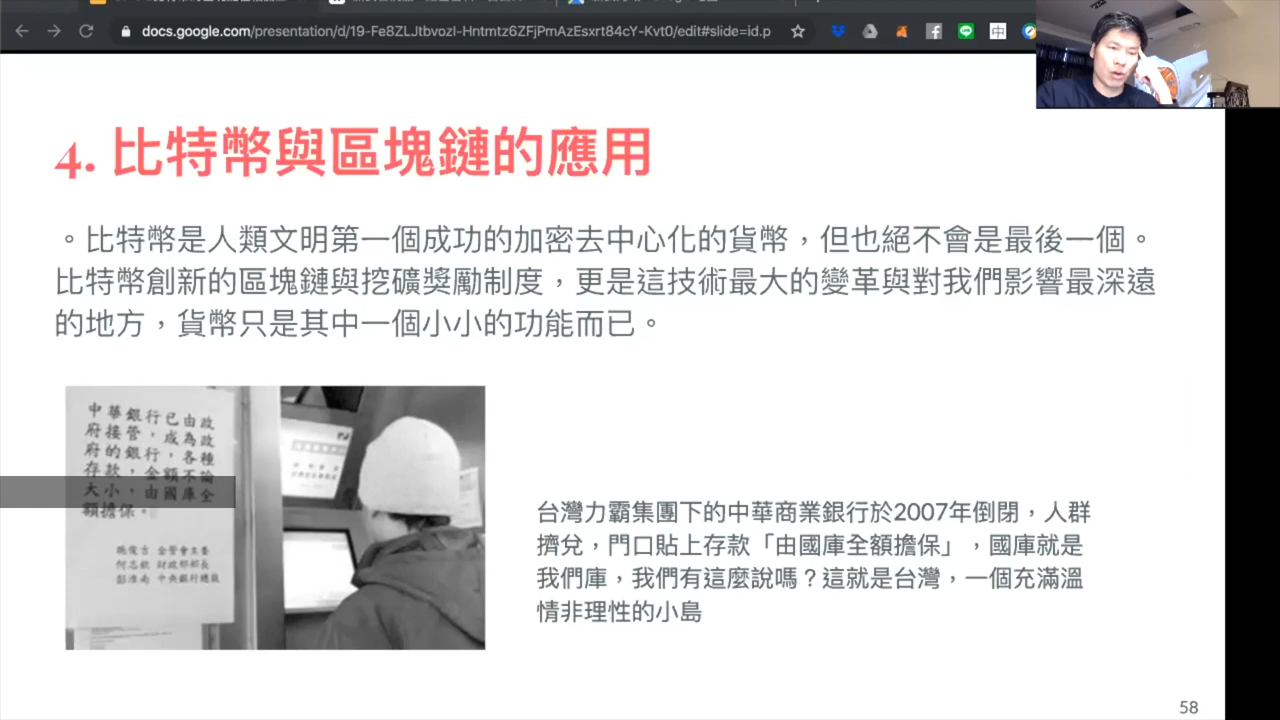 docs.google.com/presentation/d/19-Fe8ZLJtbvozl-Hntmtz6ZFjPmAzEsxrt84cY-Kvt0/edit#slide=id.p
中
4. 比特幣與區塊鏈的應用
。比特幣是人類文明第一個成功的加密去中心化的貨幣，但也絕不會是最後一個。
比特幣創新的區塊鏈與挖礦獎勵制度，更是這技術最大的變革與對我們影響最深遠
的地方，貨幣只是其中一個小小的功能而已。
中華銀行已由政
府接管，成為政
府的銀行，各種
存款，金額不論
大小，由國庫全
額擔保。
施俊吉 金管會主委
何志欽 財政部部長
彭淮南 中央銀行總裁
台灣力霸集團下的中華商業銀行於2007年倒閉，人群
擠兌，門口貼上存款「由國庫全額擔保」，國庫就是
我們庫，我們有這麼說嗎？這就是台灣，一個充滿溫
情非理性的小島
58